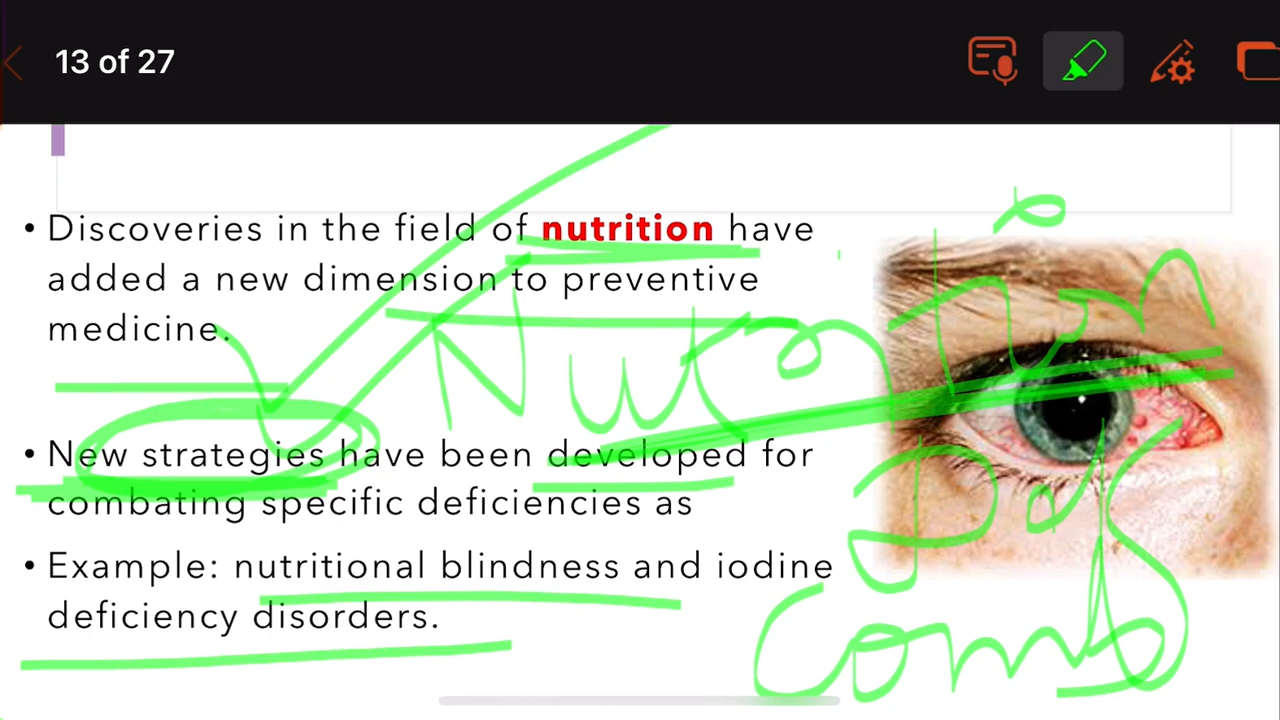 13 of 27
• Discoveries in the field of nutrition have
added a new dimension to preventive
medicine.
• New strategies have been developed for
combating specific deficiencies as
• Example: nutritional blindness and iodine
deficiency disorders.
Nutrition
Def
Comb